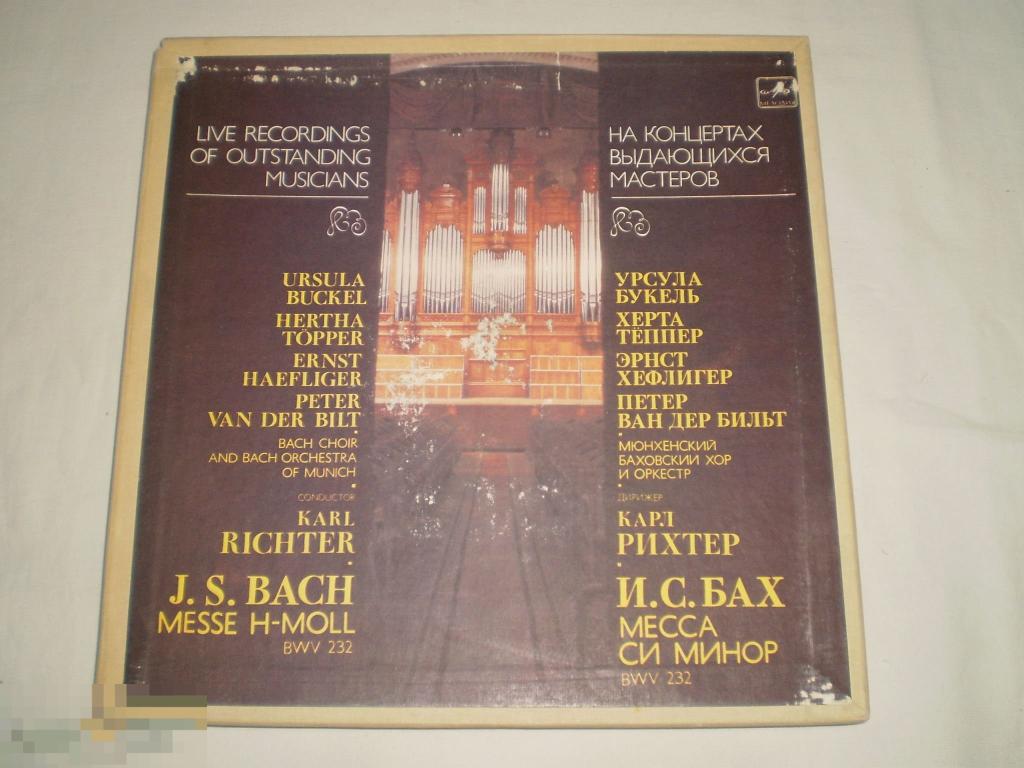 LIVE RECORDINGS
OF OUTSTANDING
MUSICIANS
URSULA
BUCKEL
HERTHA
TÖPPER
ERNST
HAEFLIGER
PETER
VAN DER BILT
BACH CHOIR
AND BACH ORCHESTRA
OF MUNICH
CONDUCTOR
KARL
RICHTER
J. S. BACH
MESSE H-MOLL
BWV 232
НА КОНЦЕРТАХ
ВЫДАЮЩИХСЯ
МАСТЕРОВ
УРСУЛА
БУКЕЛЬ
ХЕРТА
ТЁППЕР
ЭРНСТ
ХЕФЛИГЕР
ПЕТЕР
ВАН ДЕР БИЛЬТ
МЮНХЕНСКИЙ
БАХОВСКИЙ ХОР
И ОРКЕСТР
ДИРИЖЕР
КАРЛ
РИХТЕР
И.С.БАХ
МЕССА
СИ МИНОР
BWV 232